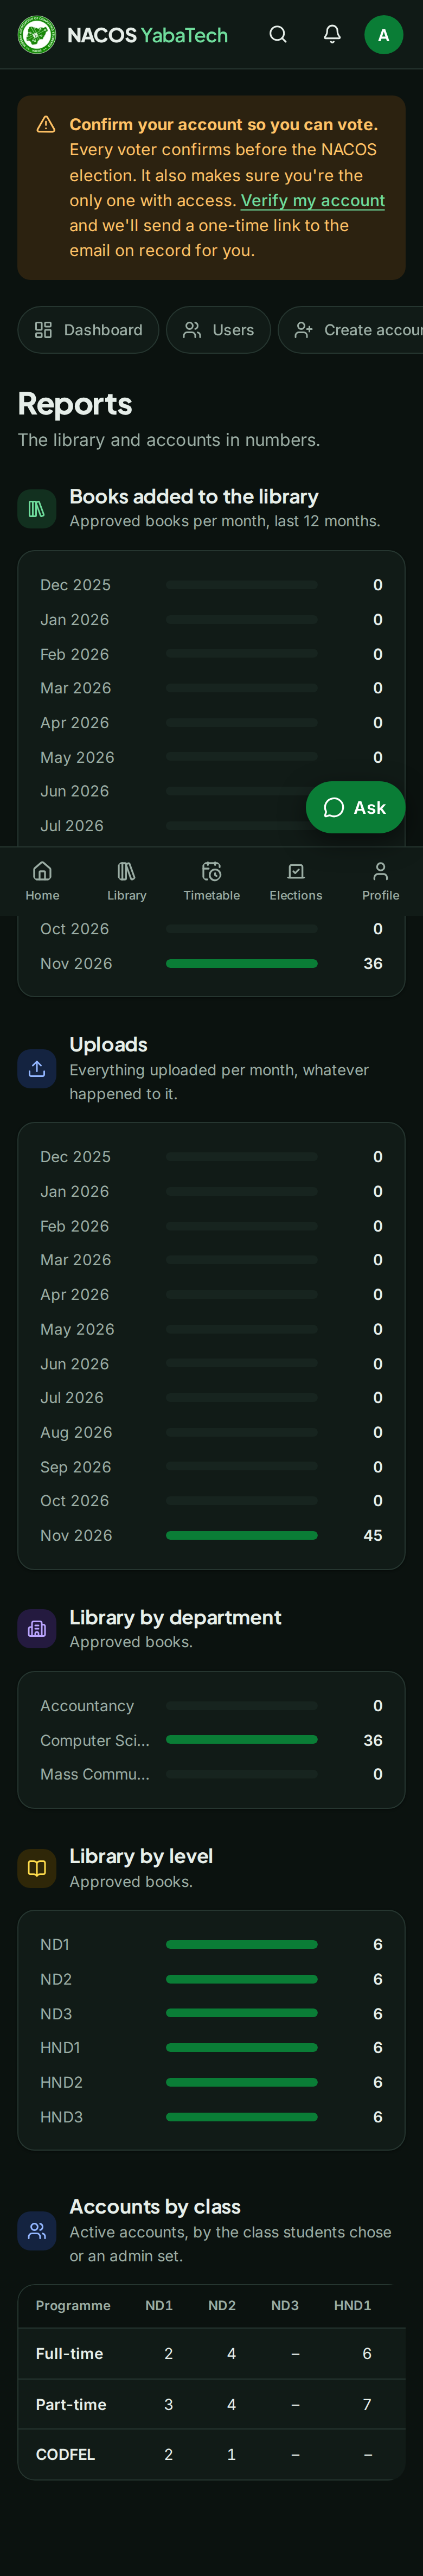 NACOS YabaTech
A
Confirm your account so you can vote.
Every voter confirms before the NACOS
election. It also makes sure you're the
only one with access. Verify my account
and we'll send a one-time link to the
email on record for you.
Dashboard
Users
Create accou
Reports
The library and accounts in numbers.
Books added to the library
Approved books per month, last 12 months.
Dec 2025 0
Jan 2026 0
Feb 2026 0
Mar 2026 0
Apr 2026 0
May 2026 0
Jun 2026
Ask
Jul 2026
Home
Library
Timetable
Elections
Profile
Oct 2026 0
Nov 2026 36
Uploads
Everything uploaded per month, whatever
happened to it.
Dec 2025 0
Jan 2026 0
Feb 2026 0
Mar 2026 0
Apr 2026 0
May 2026 0
Jun 2026 0
Jul 2026 0
Aug 2026 0
Sep 2026 0
Oct 2026 0
Nov 2026 45
Library by department
Approved books.
Accountancy 0
Computer Sci... 36
Mass Commu... 0
Library by level
Approved books.
ND1 6
ND2 6
ND3 6
HND1 6
HND2 6
HND3 6
Accounts by class
Active accounts, by the class students chose
or an admin set.
Programme ND1 ND2 ND3 HND1
Full-time 2 4 – 6
Part-time 3 4 – 7
CODFEL 2 1 – –